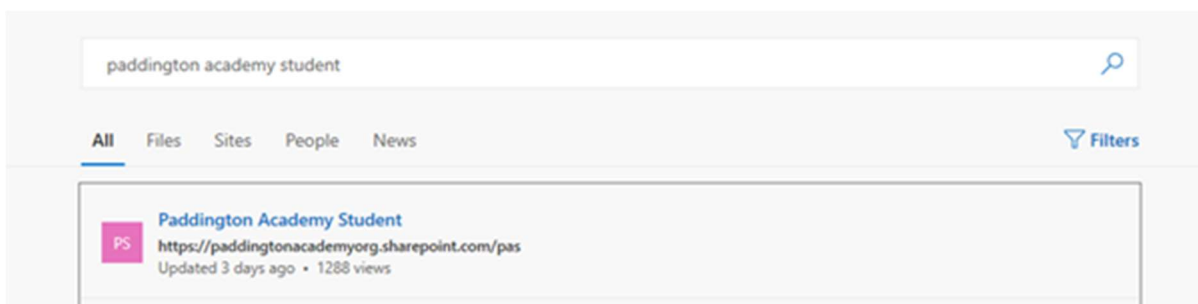 paddington academy student
All Files Sites People News Filters
Paddington Academy Student
PS
https://paddingtonacademyorg.sharepoint.com/pas
Updated 3 days ago • 1288 views